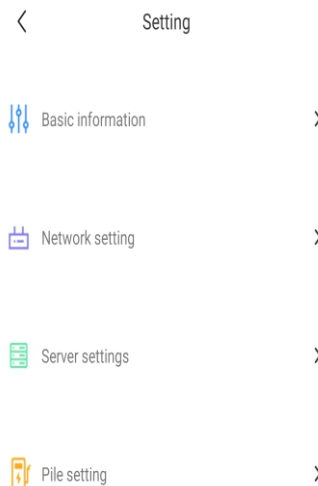 Setting
Basic information
Network setting
Server settings
Pile setting